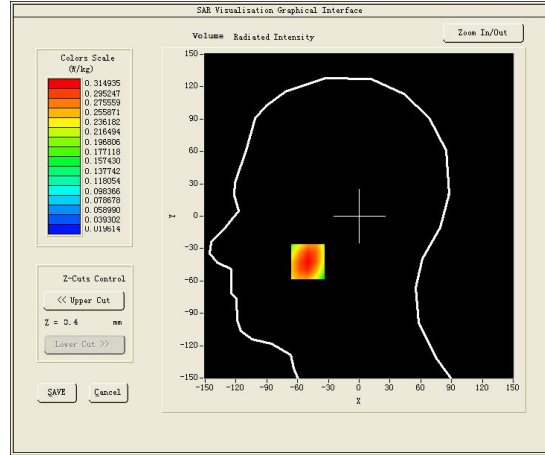 SAR Visualisation Graphical Interface
Volume Radiated Intensity
Zoom In/Out
Colors Scale
(W/kg)
0.314935
0.295247
0.275559
0.255871
0.236182
0.216494
0.196806
0.177118
0.157430
0.137742
0.118054
0.098366
0.078678
0.058990
0.039302
0.019614
Z-Cuts Control
<< Upper Cut
Z = 0.4 mm
Lower Cut >>
SAVE
Cancel
150
120
90
60
30
0
-30
-60
-90
-120
-150
Y
-150 -120 -90 -60 -30 0 30 60 90 120 150
X